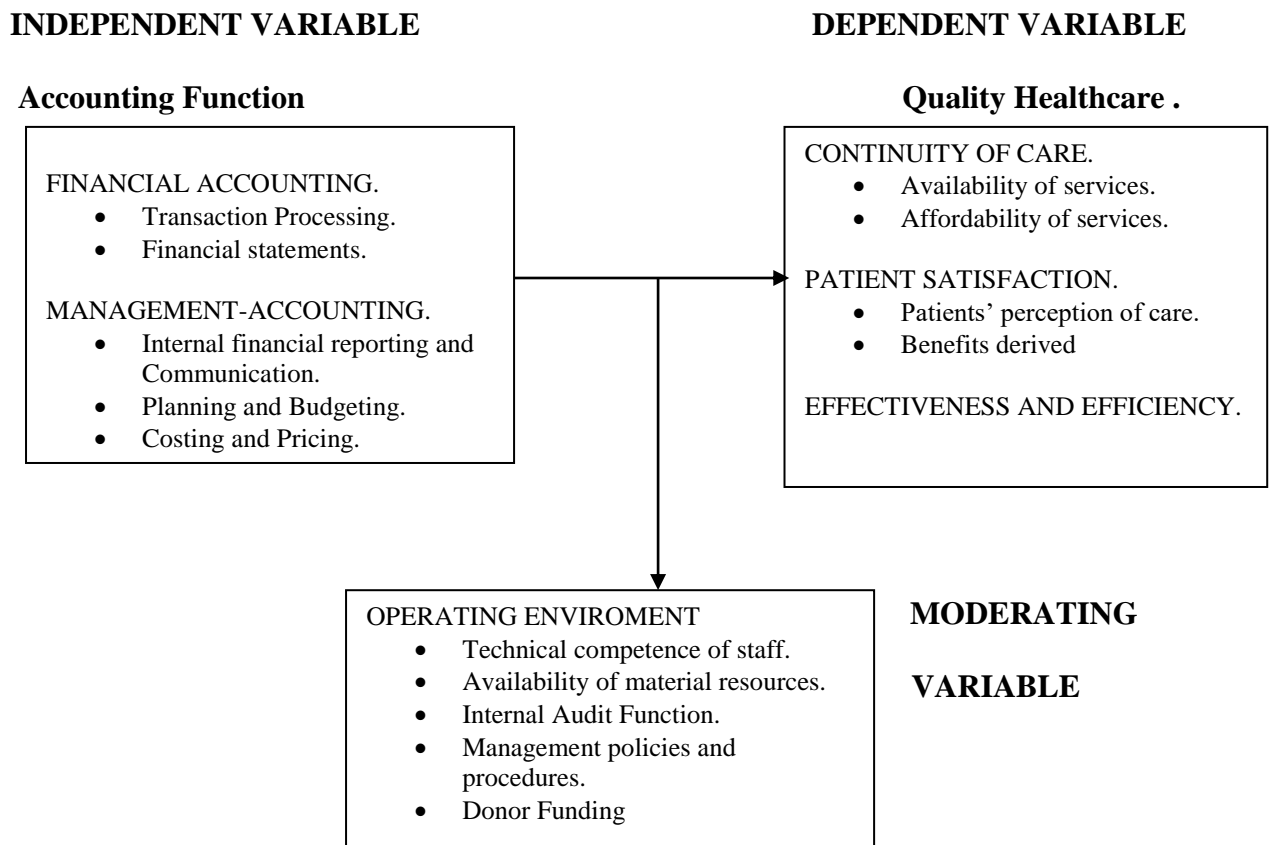 INDEPENDENT VARIABLE
DEPENDENT VARIABLE
Accounting Function
Quality Healthcare .
FINANCIAL ACCOUNTING.
• Transaction Processing.
• Financial statements.
MANAGEMENT-ACCOUNTING.
• Internal financial reporting and
Communication.
• Planning and Budgeting.
• Costing and Pricing.
CONTINUITY OF CARE.
• Availability of services.
• Affordability of services.
PATIENT SATISFACTION.
• Patients’ perception of care.
• Benefits derived
EFFECTIVENESS AND EFFICIENCY.
OPERATING ENVIROMENT
• Technical competence of staff.
• Availability of material resources.
• Internal Audit Function.
• Management policies and
procedures.
• Donor Funding
MODERATING
VARIABLE